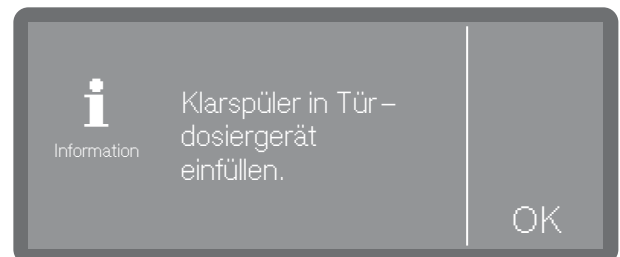 i
Information
Klarspüler in Tür–
dosiergerät
einfüllen.
OK